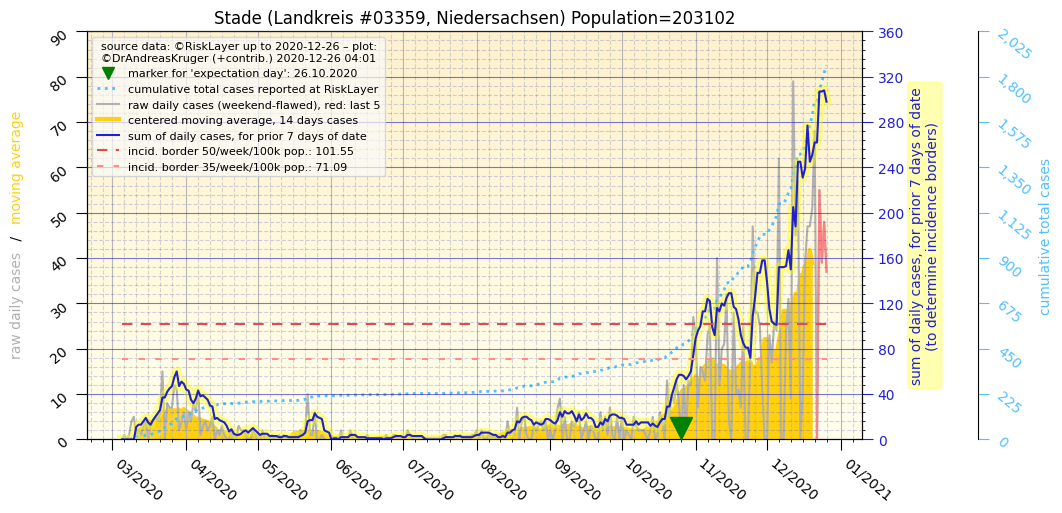 Stade (Landkreis #03359, Niedersachsen) Population=203102
source data: ©RiskLayer up to 2020-12-26 – plot:
©DrAndreasKruger (+contrib.) 2020-12-26 04:01
marker for 'expectation day': 26.10.2020
cumulative total cases reported at RiskLayer
raw daily cases (weekend-flawed), red: last 5
centered moving average, 14 days cases
sum of daily cases, for prior 7 days of date
incid. border 50/week/100k pop.: 101.55
incid. border 35/week/100k pop.: 71.09
raw daily cases / moving average
90
80
70
60
50
40
30
20
10
0
03/2020
04/2020
05/2020
06/2020
07/2020
08/2020
09/2020
10/2020
11/2020
12/2020
01/2021
360
320
280
240
200
160
120
80
40
0
sum of daily cases, for prior 7 days of date
(to determine incidence borders)
2,025
1,800
1,575
1,350
1,125
900
675
450
225
0
cumulative total cases